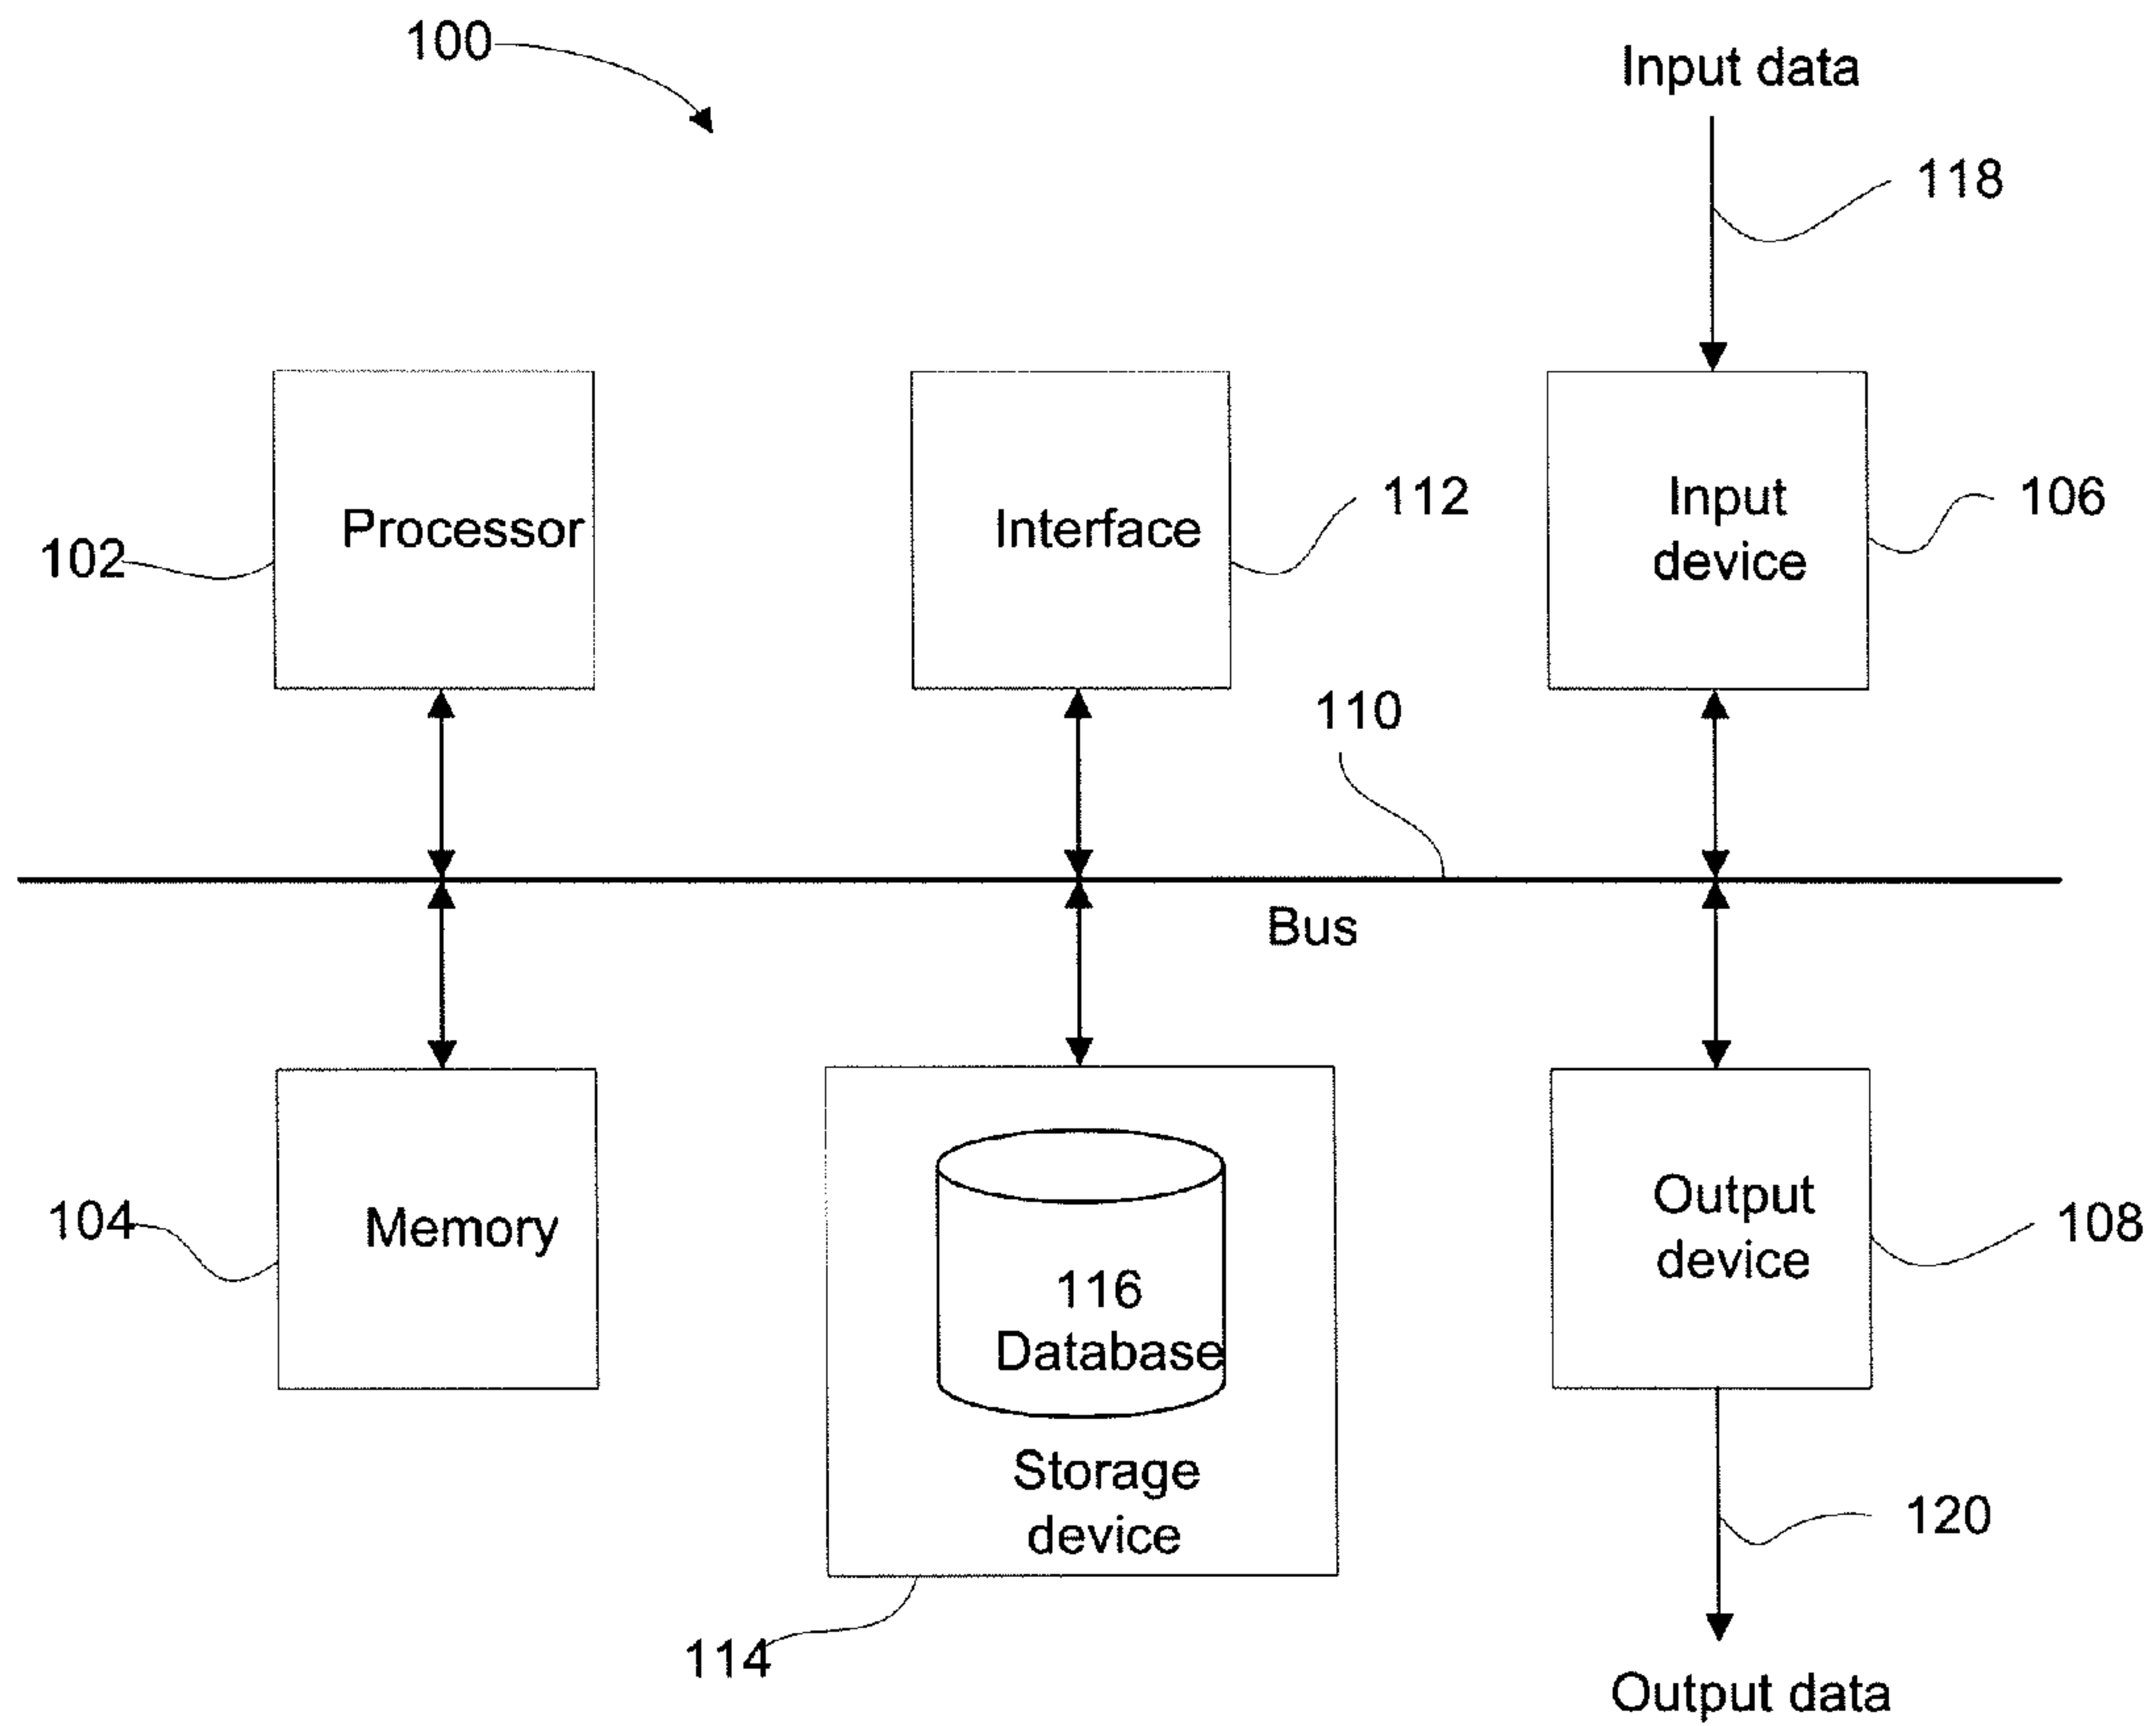 100
Input data
118
Processor
102
Interface
112
Input
device
106
110
Bus
Memory
104
116
Database
Storage
device
114
Output
device
108
120
Output data